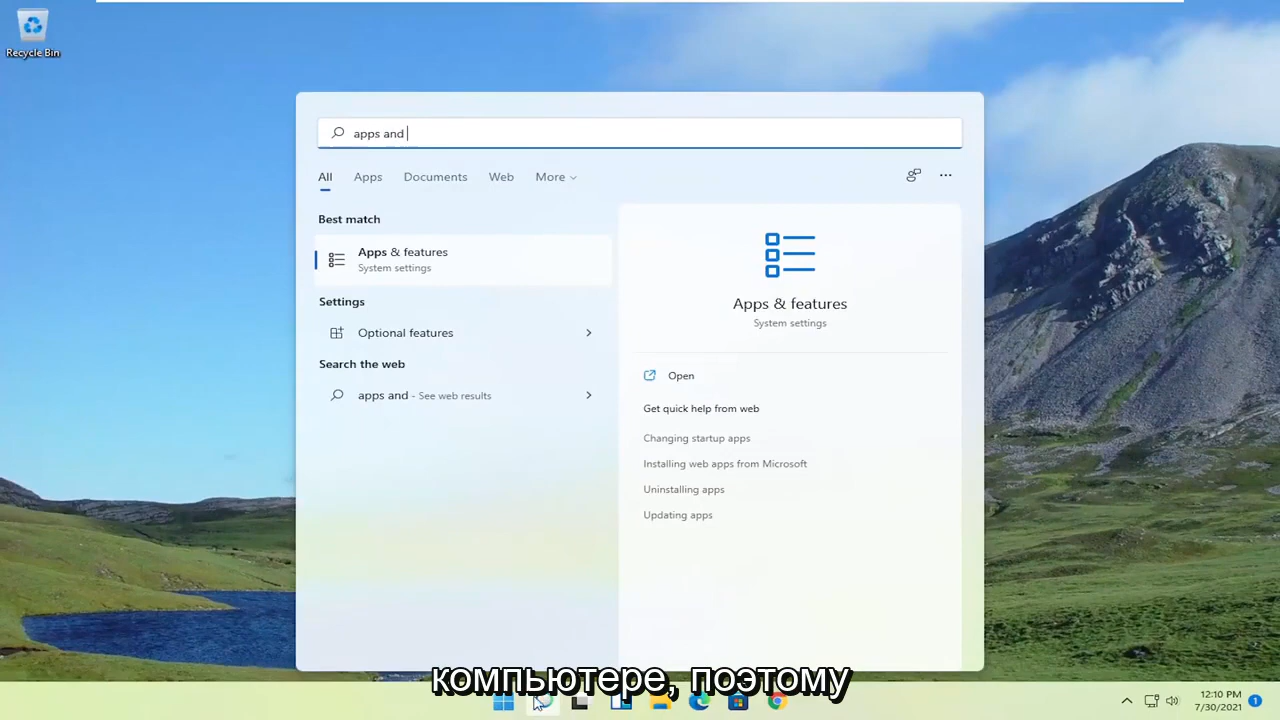 Recycle Bin
apps and
All Apps Documents Web More
Best match
Apps & features
System settings
Settings
Optional features
Search the web
apps and - See web results
Apps & features
System settings
Open
Get quick help from web
Changing startup apps
Installing web apps from Microsoft
Uninstalling apps
Updating apps
компьютере, поэтому
12:10 PM
7/30/2021
1